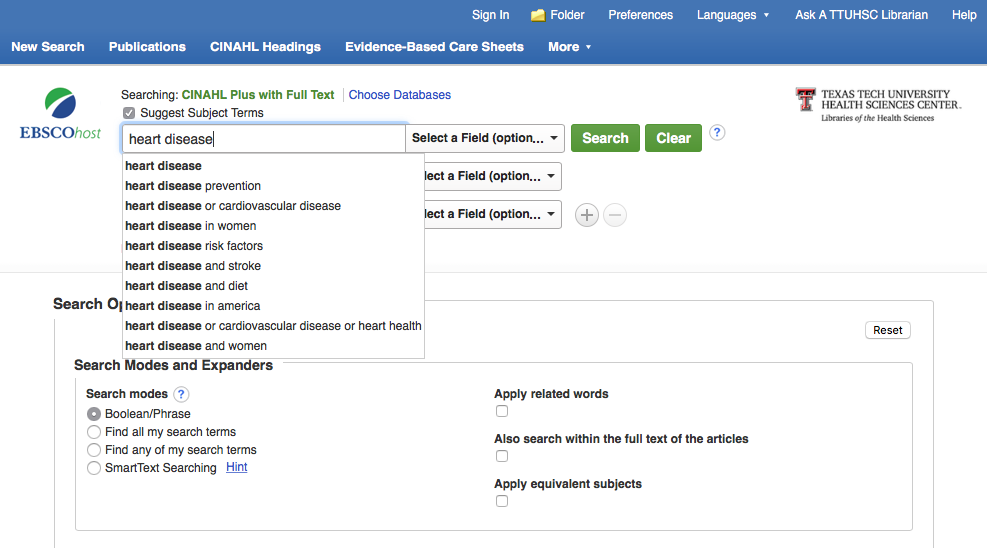 Sign In Folder Preferences Languages Ask A TTUHSC Librarian Help
New Search Publications CINAHL Headings Evidence-Based Care Sheets More
Searching: CINAHL Plus with Full Text Choose Databases
Suggest Subject Terms
EBSCOhost
TEXAS TECH UNIVERSITY
HEALTH SCIENCES CENTER.
Libraries of the Health Sciences
heart disease Select a Field (option... Search Clear ?
heart disease
heart disease prevention
lect a Field (option...
heart disease or cardiovascular disease
lect a Field (option...
heart disease in women
heart disease risk factors
heart disease and stroke
heart disease and diet
heart disease in america
heart disease or cardiovascular disease or heart health
heart disease and women
Search Op
Reset
Search Modes and Expanders
Search modes ?
Boolean/Phrase
Find all my search terms
Find any of my search terms
SmartText Searching Hint
Apply related words
Also search within the full text of the articles
Apply equivalent subjects